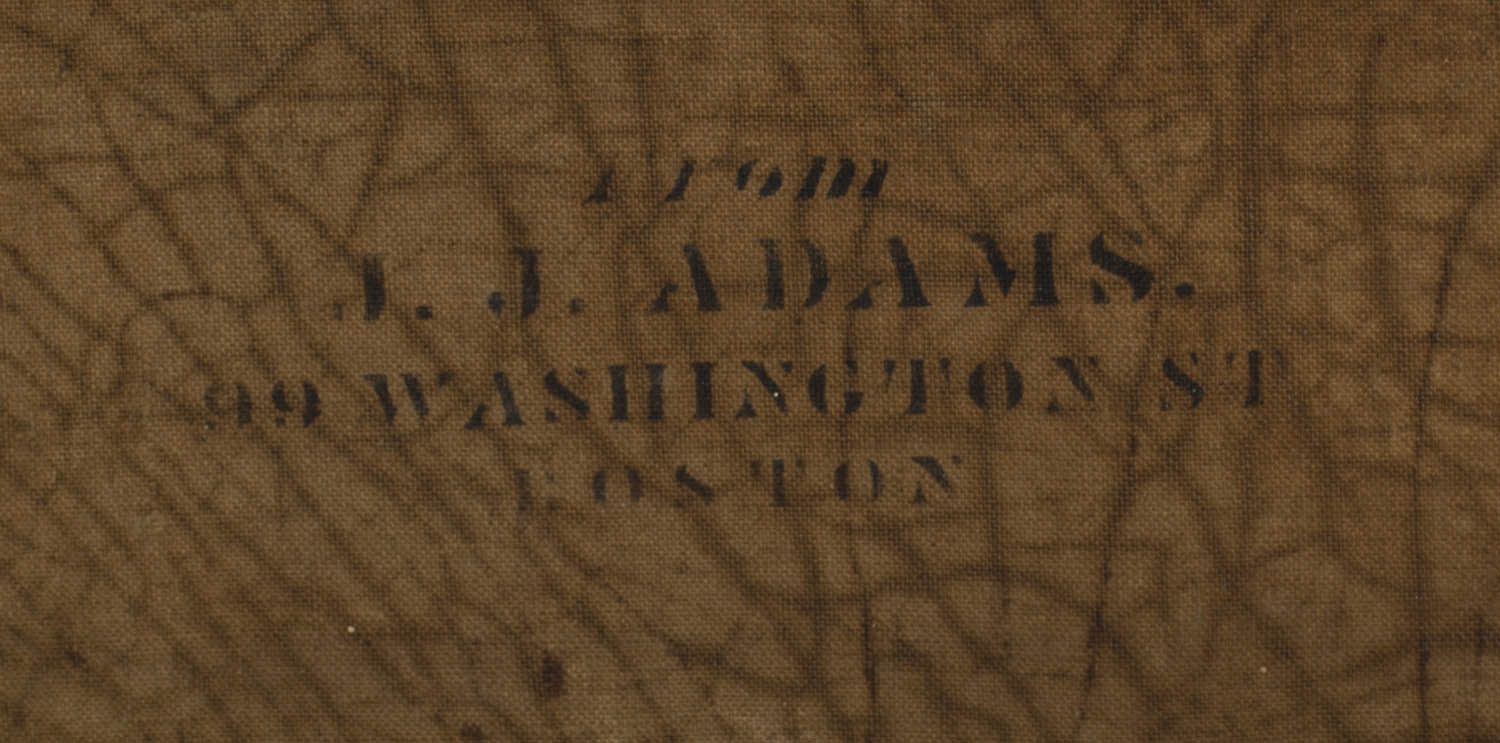 From
J. J. ADAMS.
99 WASHINGTON ST
BOSTON